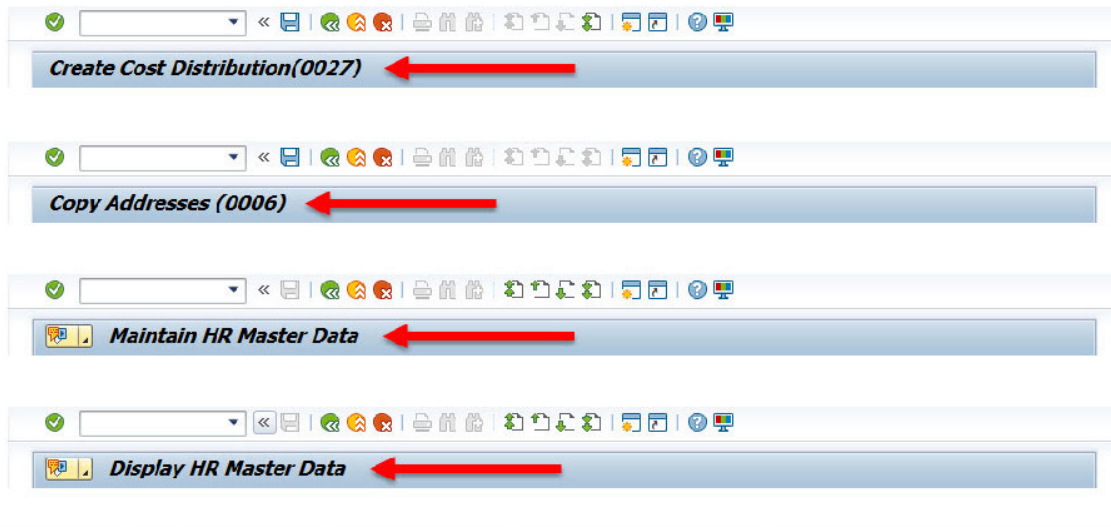 Create Cost Distribution(0027)
Copy Addresses (0006)
Maintain HR Master Data
Display HR Master Data